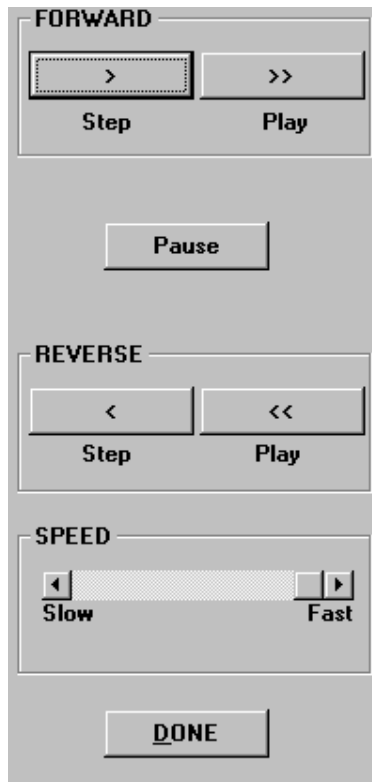 FORWARD
> >>
Step Play
Pause
REVERSE
< <<
Step Play
SPEED
Slow Fast
DONE